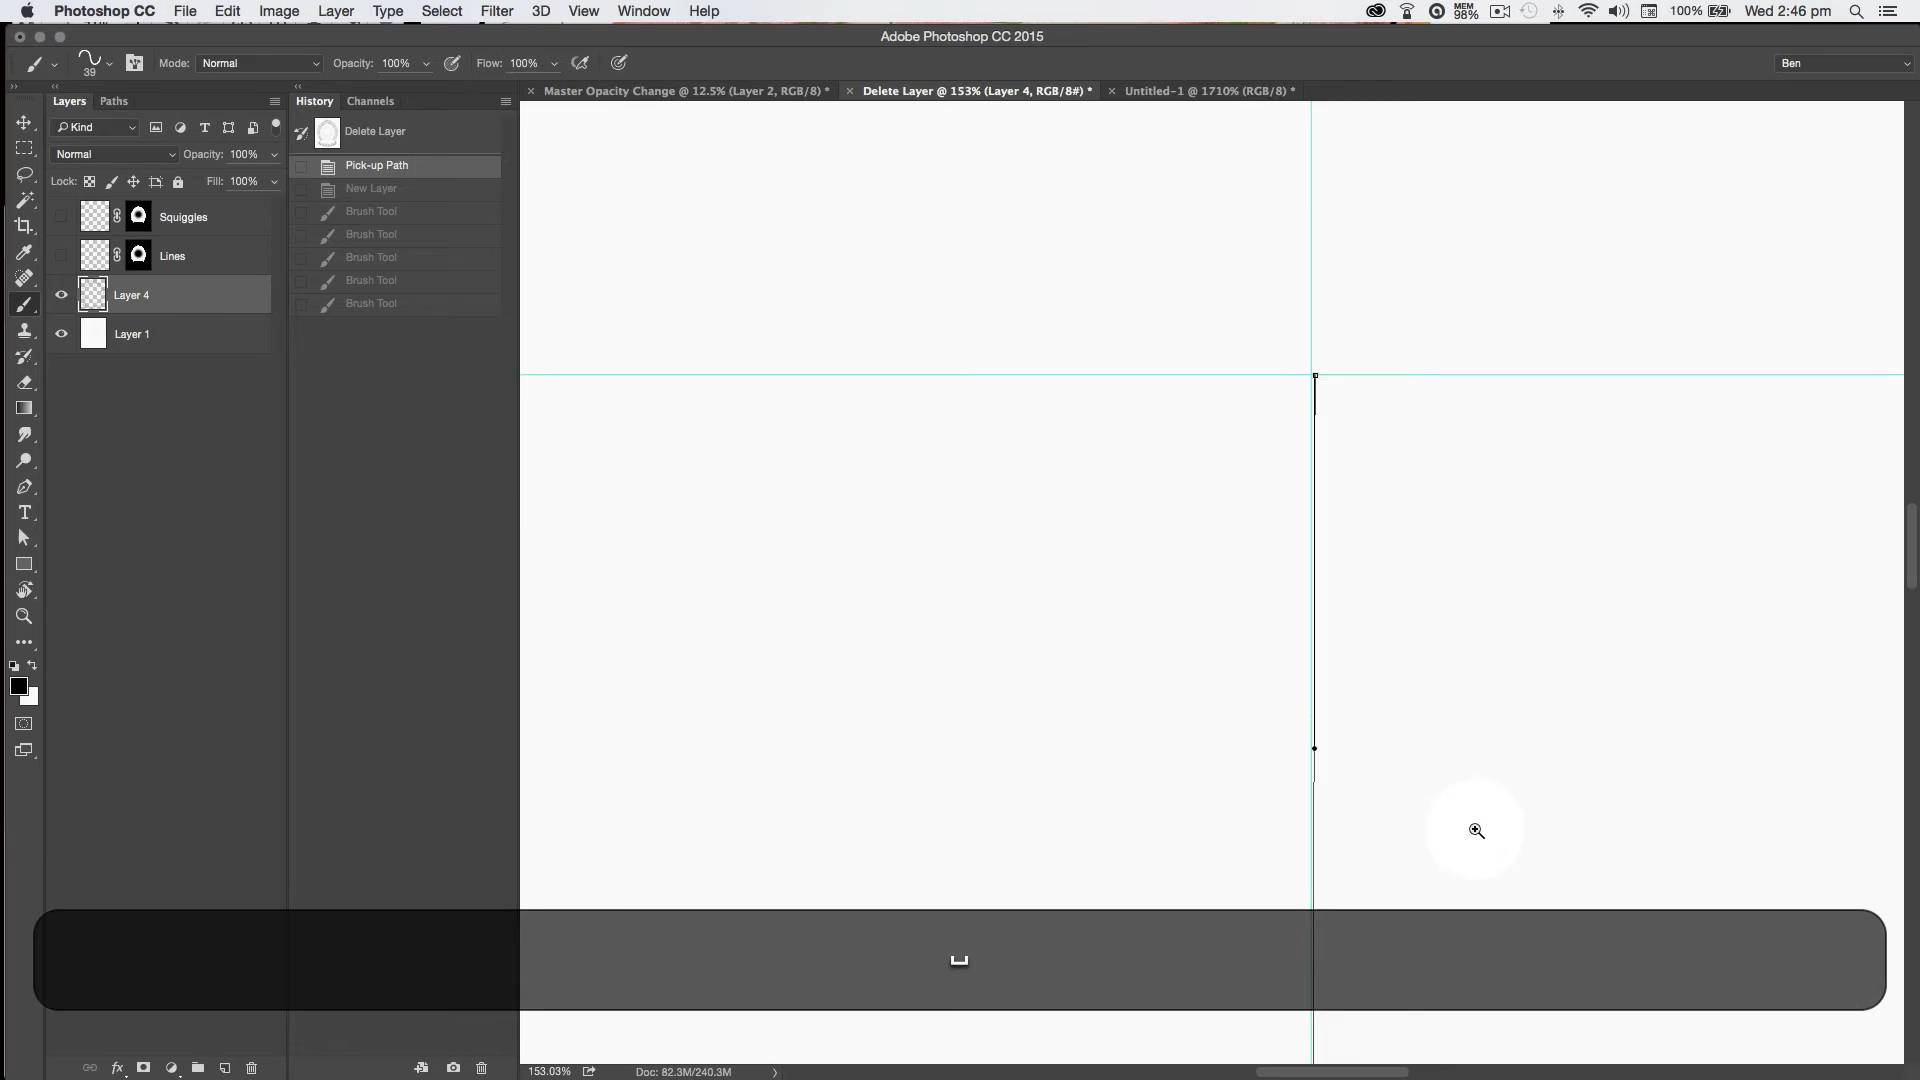 Photoshop CC File Edit Image Layer Type Select Filter 3D View Window Help MEM 98% 100% Wed 2:46 pm
Adobe Photoshop CC 2015
39 Mode: Normal Opacity: 100% Flow: 100% Ben
Layers Paths History Channels Master Opacity Change @ 12.5% (Layer 2, RGB/8) * Delete Layer @ 153% (Layer 4, RGB/8#) * Untitled-1 @ 1710% (RGB/8) *
Kind
Delete Layer
Normal Opacity: 100%
Pick-up Path
Lock: Fill: 100%
New Layer
Squiggles
Brush Tool
Brush Tool
Lines
Brush Tool
Brush Tool
Layer 4
Brush Tool
Layer 1
153.03% Doc: 82.3M/240.3M